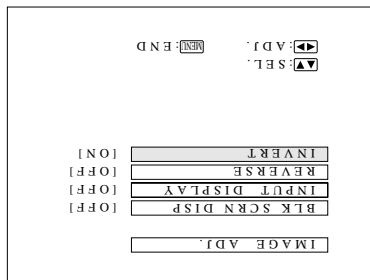 IMAGE ADJ.
BLK SCRN DISP [OFF]
INPUT DISPLAY [OFF]
REVERSE [OFF]
INVERT [ON]
:SEL.
:ADJ. MENU:END